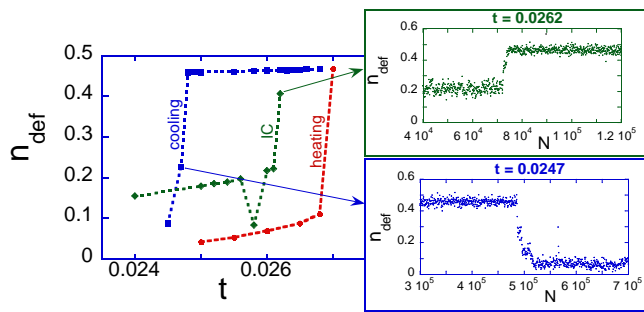 0.5
0.4
0.3
0.2
0.1
0
n_def
0.024
0.026
t
cooling
IC
heating
t = 0.0262
0.6
0.4
0.2
0
n_def
4 10^4
6 10^4
8 10^4
1 10^5
1.2 10^5
N
t = 0.0247
0.6
0.4
0.2
0
n_def
3 10^5
4 10^5
5 10^5
6 10^5
7 10^5
N